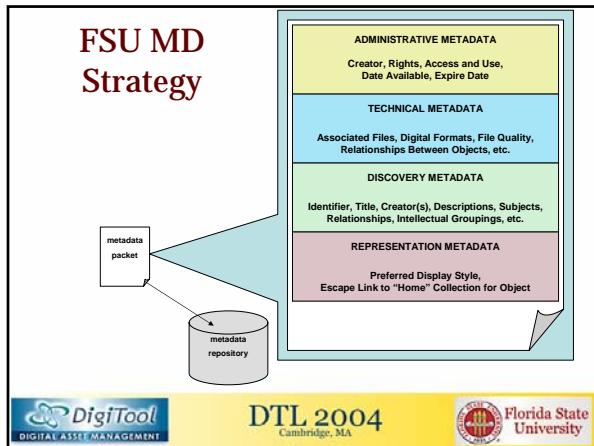 FSU MD
Strategy
ADMINISTRATIVE METADATA
Creator, Rights, Access and Use,
Date Available, Expire Date
TECHNICAL METADATA
Associated Files, Digital Formats, File Quality,
Relationships Between Objects, etc.
DISCOVERY METADATA
Identifier, Title, Creator(s), Descriptions, Subjects,
Relationships, Intellectual Groupings, etc.
REPRESENTATION METADATA
Preferred Display Style,
Escape Link to “Home” Collection for Object
metadata
packet
metadata
repository
DigiTool
DIGITAL ASSET MANAGEMENT
DTL 2004
Cambridge, MA
Florida State
University